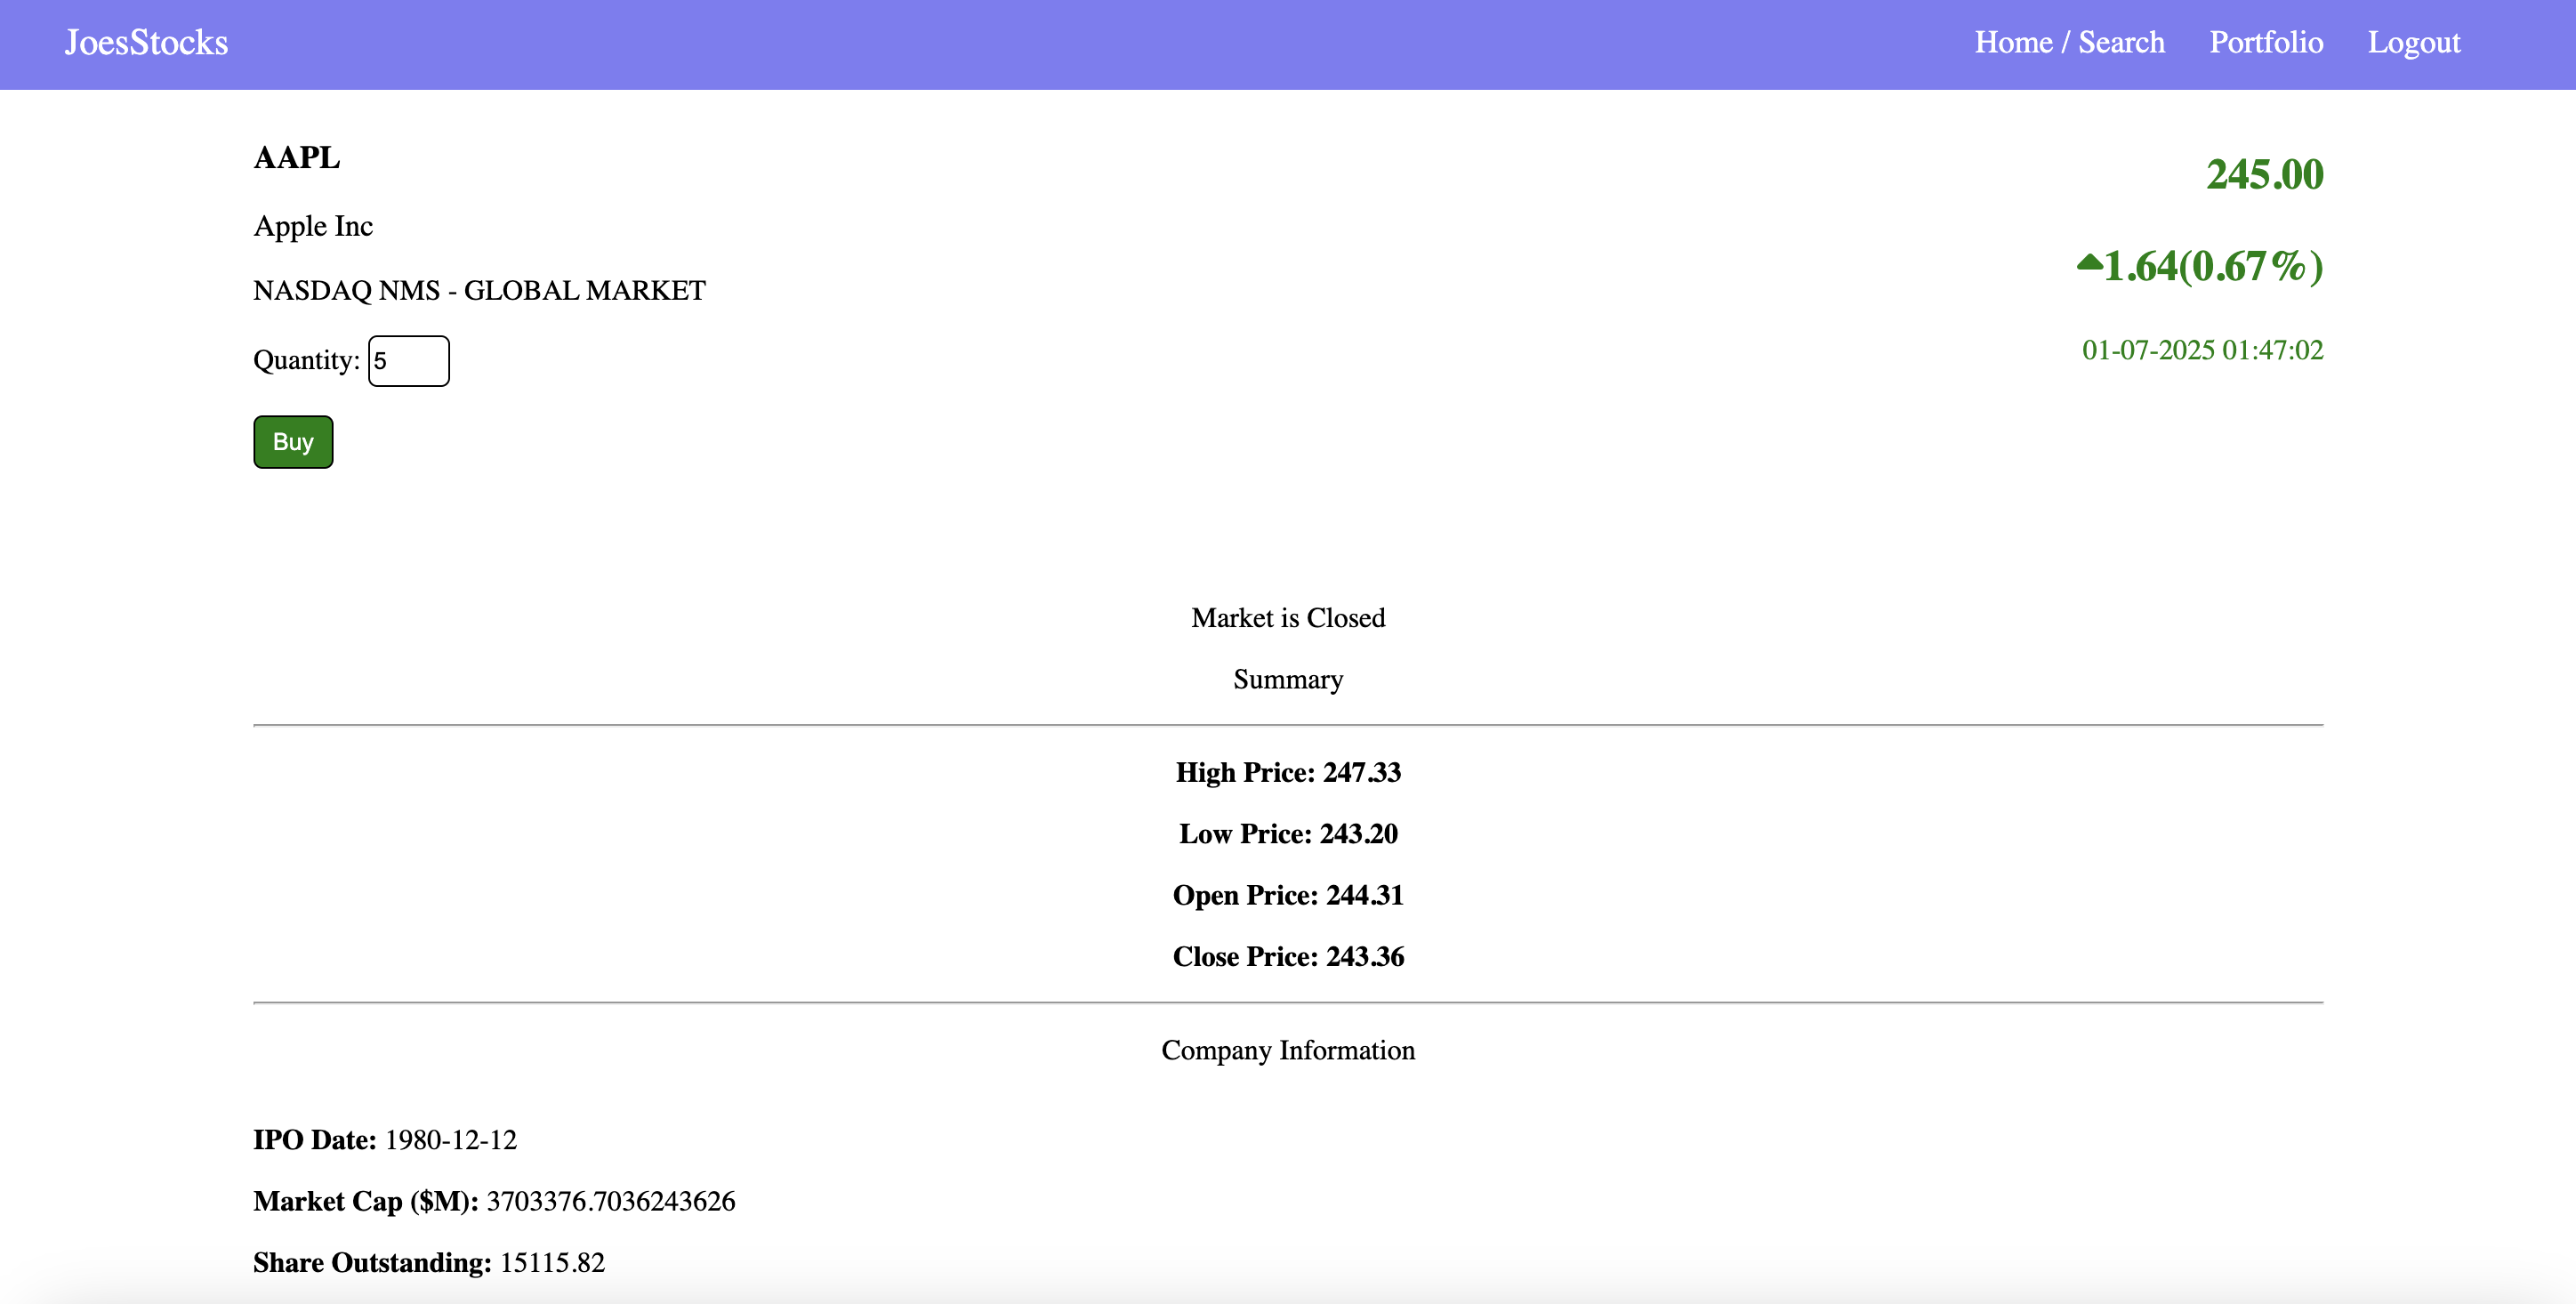 JoesStocks
Home / Search Portfolio Logout
AAPL
Apple Inc
NASDAQ NMS - GLOBAL MARKET
Quantity: 5
Buy
245.00
1.64(0.67%)
01-07-2025 01:47:02
Market is Closed
Summary
High Price: 247.33
Low Price: 243.20
Open Price: 244.31
Close Price: 243.36
Company Information
IPO Date: 1980-12-12
Market Cap ($M): 3703376.7036243626
Share Outstanding: 15115.82